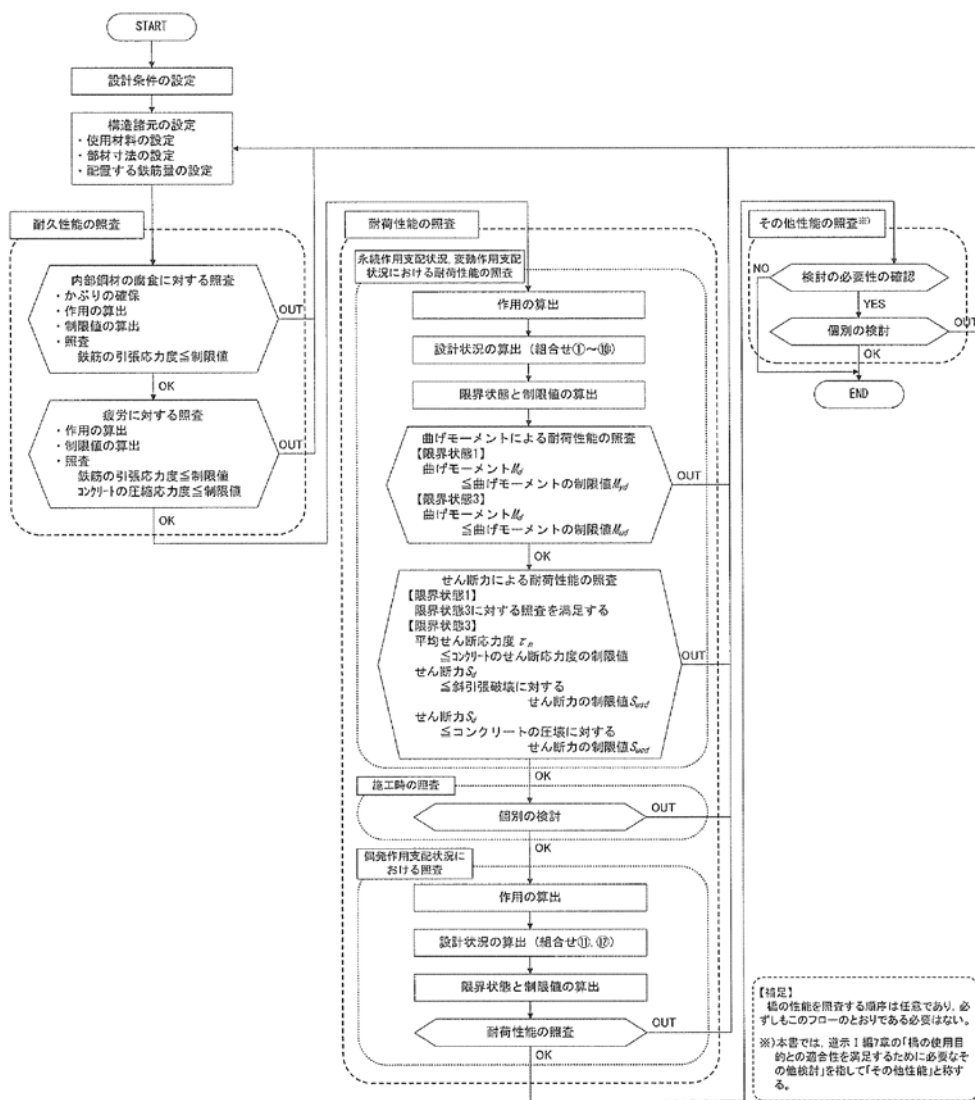 START
設計条件の設定
構造諸元の設定
・使用材料の設定
・部材寸法の設定
・配置する鉄筋量の設定
耐久性能の照査
内部鋼材の腐食に対する照査
・かぶりの確保
・作用の算出
・制限値の算出
・照査
鉄筋の引張応力度≦制限値
OUT
OK
疲労に対する照査
・作用の算出
・制限値の算出
・照査
鉄筋の引張応力度≦制限値
コンクリートの圧縮応力度≦制限値
OUT
OK
耐荷性能の照査
永続作用支配状況，変動作用支配
状況における耐荷性能の照査
作用の算出
設計状況の算出（組合せ①～⑩）
限界状態と制限値の算出
曲げモーメントによる耐荷性能の照査
【限界状態1】
曲げモーメントMd
≦曲げモーメントの制限値Myd
【限界状態3】
曲げモーメントMd
≦曲げモーメントの制限値Mud
OUT
OK
せん断力による耐荷性能の照査
【限界状態1】
限界状態3に対する照査を満足する
【限界状態3】
平均せん断応力度τm
≦コンクリートのせん断応力度の制限値
せん断力Sd
≦斜引張破壊に対する
せん断力の制限値Susd
せん断力Sd
≦コンクリートの圧壊に対する
せん断力の制限値Sucd
OUT
OK
施工時の照査
個別の検討
OUT
OK
偶発作用支配状況に
おける照査
作用の算出
設計状況の算出（組合せ⑪，⑫）
限界状態と制限値の算出
耐荷性能の照査
OUT
OK
その他性能の照査※）
NO
検討の必要性の確認
YES
個別の検討
OUT
OK
END
【補足】
橋の性能を照査する順序は任意であり，必
ずしもこのフローのとおりである必要はない。
※）本書では，道示Ⅰ編7章の「橋の使用目
的との適合性を満足するために必要なそ
の他検討」を指して「その他性能」と称す
る。